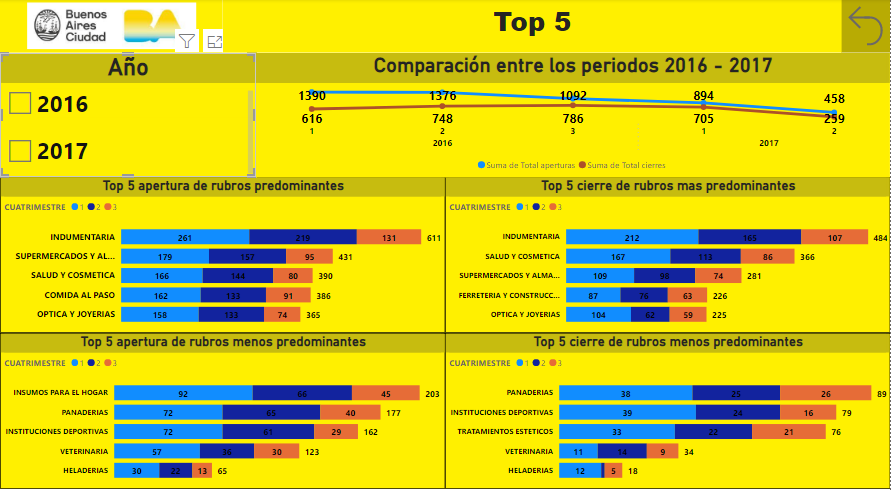 Buenos
Aires
Ciudad
BA
Top 5
Año
2016
2017
Comparación entre los periodos 2016 - 2017
1390 1376 1092 894 458
616 748 786 705 259
1 2 3 1 2
2016 2017
Suma de Total aperturas Suma de Total cierres
Top 5 apertura de rubros predominantes
CUATRIMESTRE 1 2 3
INDUMENTARIA 261 219 131 611
SUPERMERCADOS Y AL... 179 157 95 431
SALUD Y COSMETICA 166 144 80 390
COMIDA AL PASO 162 133 91 386
OPTICA Y JOYERIAS 158 133 74 365
Top 5 cierre de rubros mas predominantes
CUATRIMESTRE 1 2 3
INDUMENTARIA 212 165 107 484
SALUD Y COSMETICA 167 113 86 366
SUPERMERCADOS Y ALMA... 109 98 74 281
FERRETERIA Y CONSTRUCC... 87 76 63 226
OPTICA Y JOYERIAS 104 62 59 225
Top 5 apertura de rubros menos predominantes
CUATRIMESTRE 1 2 3
INSUMOS PARA EL HOGAR 92 66 45 203
PANADERIAS 72 65 40 177
INSTITUCIONES DEPORTIVAS 72 61 29 162
VETERINARIA 57 36 30 123
HELADERIAS 30 22 13 65
Top 5 cierre de rubros menos predominantes
CUATRIMESTRE 1 2 3
PANADERIAS 38 25 26 89
INSTITUCIONES DEPORTIVAS 39 24 16 79
TRATAMIENTOS ESTETICOS 33 22 21 76
VETERINARIA 11 14 9 34
HELADERIAS 12 5 18